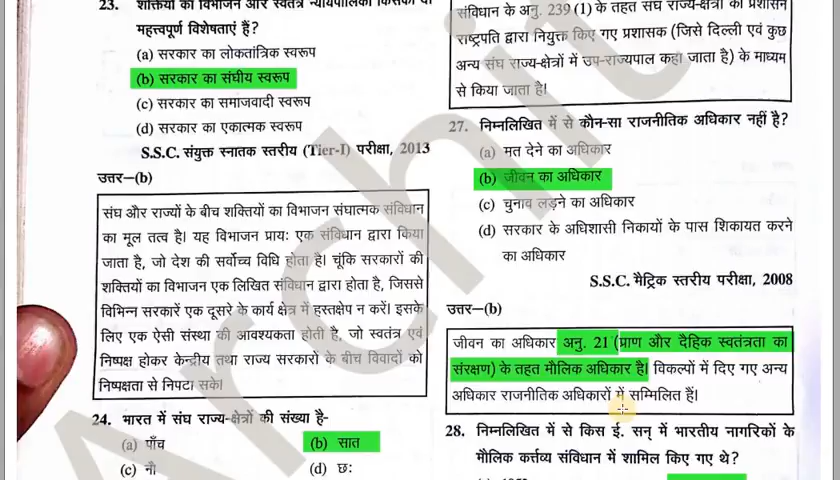 23. शक्तियों का विभाजन और स्वतंत्र न्यायपालिका किसकी दो
महत्त्वपूर्ण विशेषताएं हैं?
(a) सरकार का लोकतांत्रिक स्वरूप
(b) सरकार का संघीय स्वरूप
(c) सरकार का समाजवादी स्वरूप
(d) सरकार का एकात्मक स्वरूप
S.S.C. संयुक्त स्नातक स्तरीय (Tier-I) परीक्षा, 2013
उत्तर–(b)
संघ और राज्यों के बीच शक्तियों का विभाजन संघात्मक संविधान
का मूल तत्व है। यह विभाजन प्रायः एक संविधान द्वारा किया
जाता है, जो देश की सर्वोच्च विधि होता है। चूंकि सरकारों की
शक्तियों का विभाजन एक लिखित संविधान द्वारा होता है, जिससे
विभिन्न सरकारें एक दूसरे के कार्य क्षेत्र में हस्तक्षेप न करें। इसके
लिए एक ऐसी संस्था की आवश्यकता होती है, जो स्वतंत्र एवं
निष्पक्ष होकर केन्द्रीय तथा राज्य सरकारों के बीच विवादों को
निष्पक्षता से निपटा सके।
24. भारत में संघ राज्य-क्षेत्रों की संख्या है-
(a) पाँच (b) सात
(c) नौ (d) छः
संविधान के अनु. 239 (1) के तहत संघ राज्य-क्षेत्रों का प्रशासन
राष्ट्रपति द्वारा नियुक्त किए गए प्रशासक (जिसे दिल्ली एवं कुछ
अन्य संघ राज्य-क्षेत्रों में उप-राज्यपाल कहा जाता है) के माध्यम
से किया जाता है।
27. निम्नलिखित में से कौन-सा राजनीतिक अधिकार नहीं है?
(a) मत देने का अधिकार
(b) जीवन का अधिकार
(c) चुनाव लड़ने का अधिकार
(d) सरकार के अधिशासी निकायों के पास शिकायत करने
का अधिकार
S.S.C. मैट्रिक स्तरीय परीक्षा, 2008
उत्तर–(b)
जीवन का अधिकार अनु. 21 (प्राण और दैहिक स्वतंत्रता का
संरक्षण) के तहत मौलिक अधिकार है। विकल्पों में दिए गए अन्य
अधिकार राजनीतिक अधिकारों में सम्मिलित हैं।
28. निम्नलिखित में से किस ई. सन् में भारतीय नागरिकों के
मौलिक कर्त्तव्य संविधान में शामिल किए गए थे?
Archit